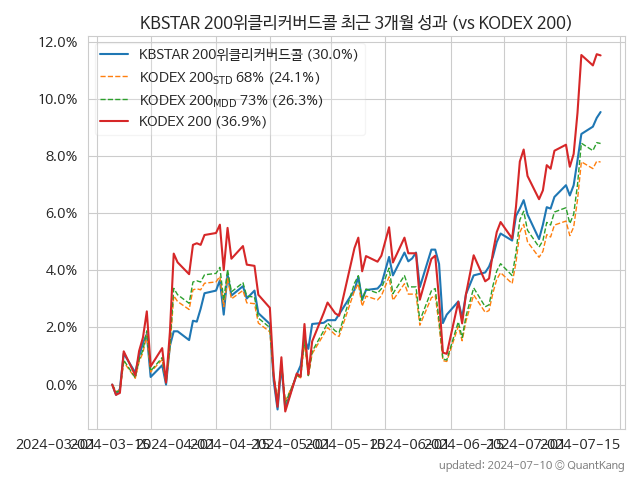 KBSTAR 200위클리커버드콜 최근 3개월 성과 (vs KODEX 200)
12.0%
10.0%
8.0%
6.0%
4.0%
2.0%
0.0%
KBSTAR 200위클리커버드콜 (30.0%)
KODEX 200STD 68% (24.1%)
KODEX 200MDD 73% (26.3%)
KODEX 200 (36.9%)
2024-03-01 2024-03-15 2024-04-01 2024-04-15 2024-05-01 2024-05-15 2024-06-01 2024-06-15 2024-07-01 2024-07-15
updated: 2024-07-10 © QuantKang